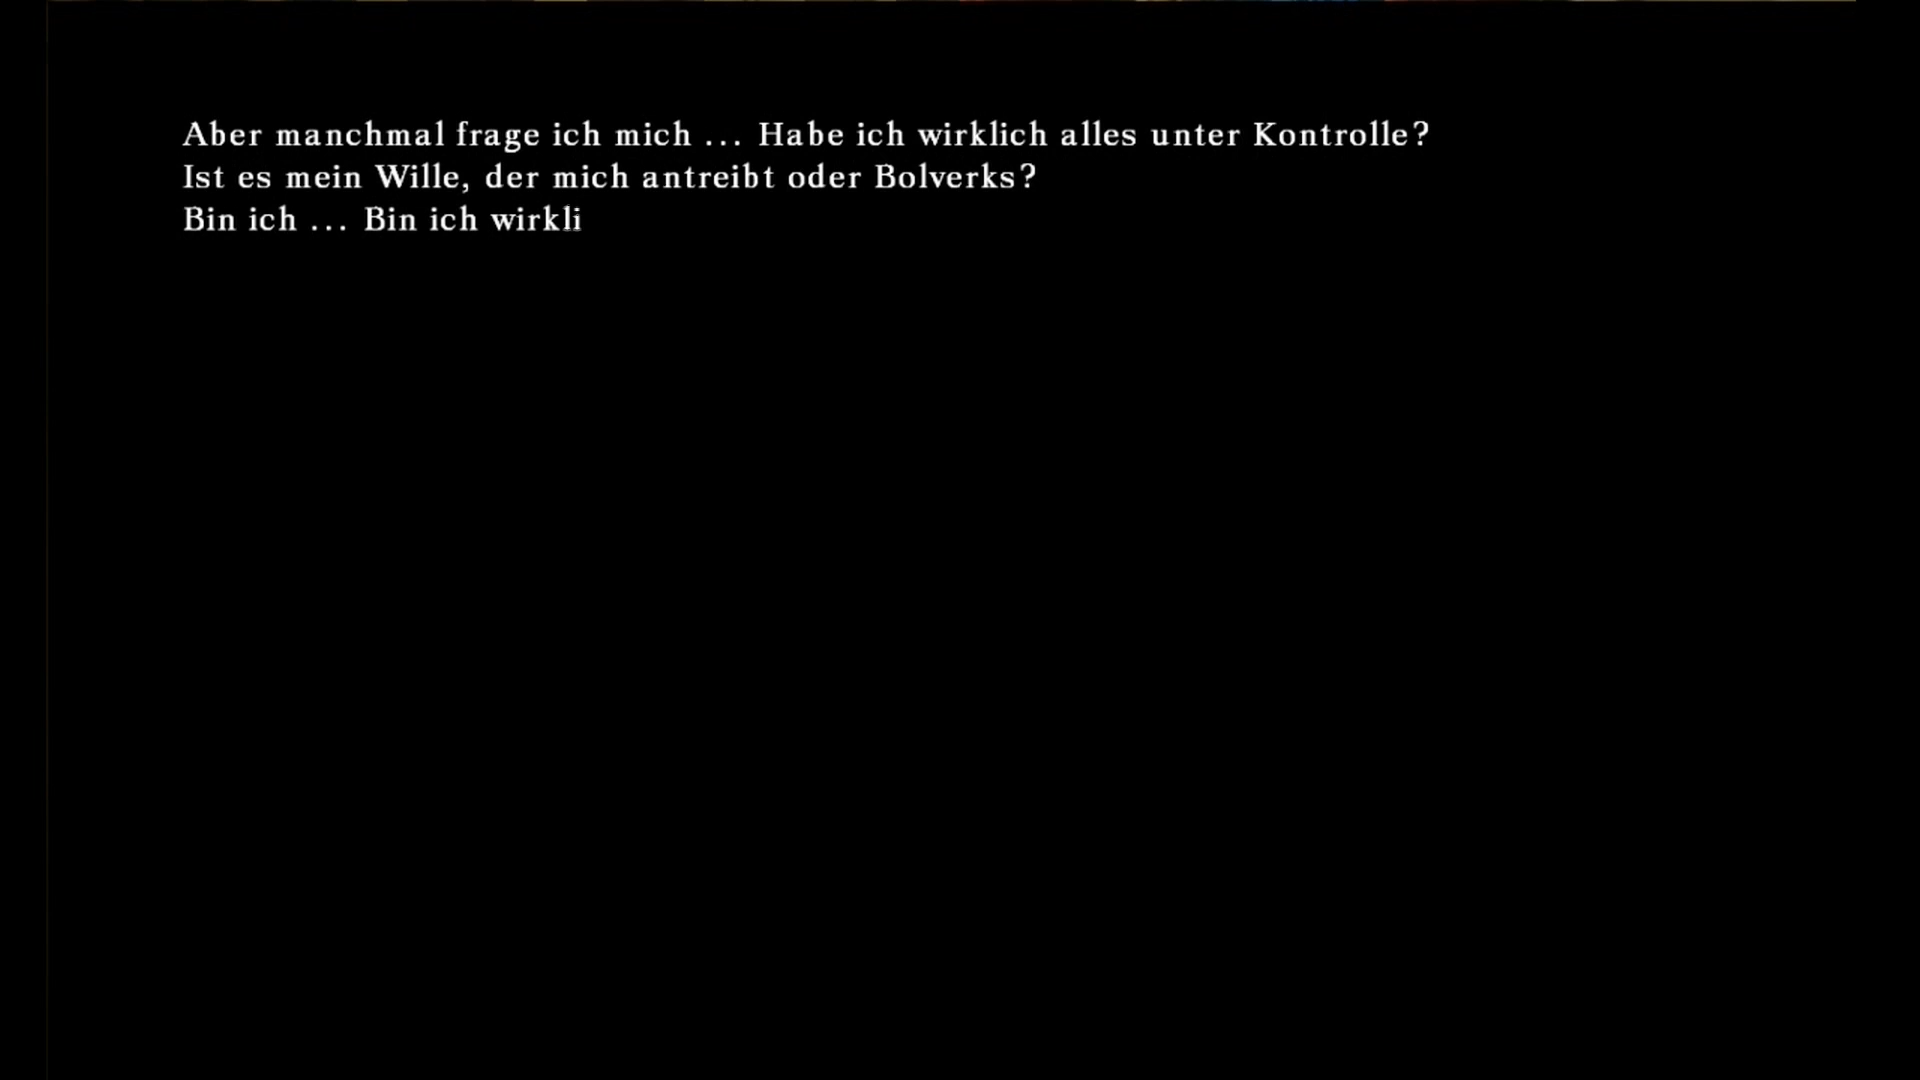 Aber manchmal frage ich mich ... Habe ich wirklich alles unter Kontrolle?
Ist es mein Wille, der mich antreibt oder Bolverks?
Bin ich ... Bin ich wirkli